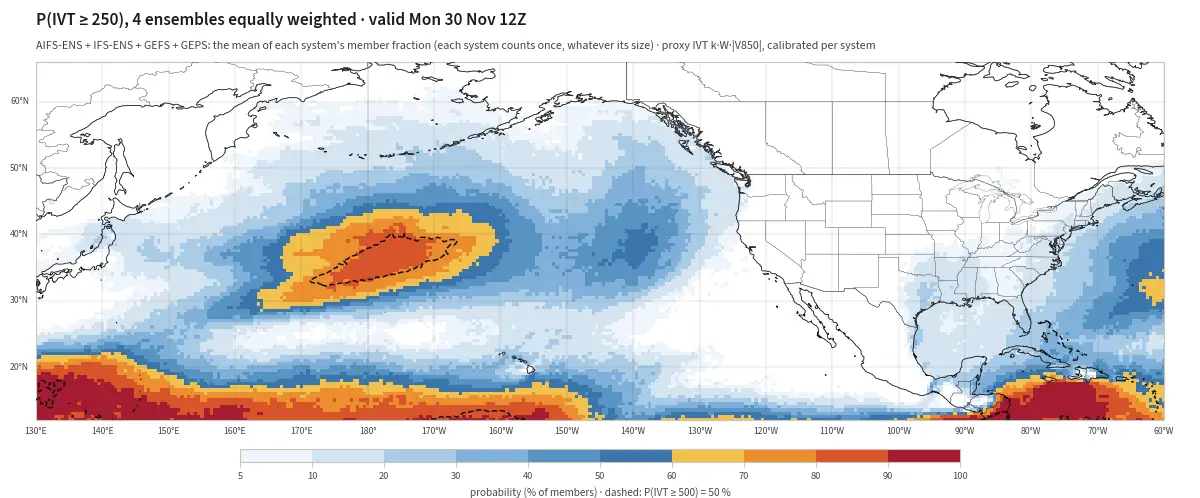 P(IVT ≥ 250), 4 ensembles equally weighted · valid Mon 30 Nov 12Z
AIFS-ENS + IFS-ENS + GEFS + GEPS: the mean of each system's member fraction (each system counts once, whatever its size) · proxy IVT k·W·|V850|, calibrated per system
60°N
50°N
40°N
30°N
20°N
130°E 140°E 150°E 160°E 170°E 180° 170°W 160°W 150°W 140°W 130°W 120°W 110°W 100°W 90°W 80°W 70°W 60°W
5 10 20 30 40 50 60 70 80 90 100
probability (% of members) · dashed: P(IVT ≥ 500) = 50 %